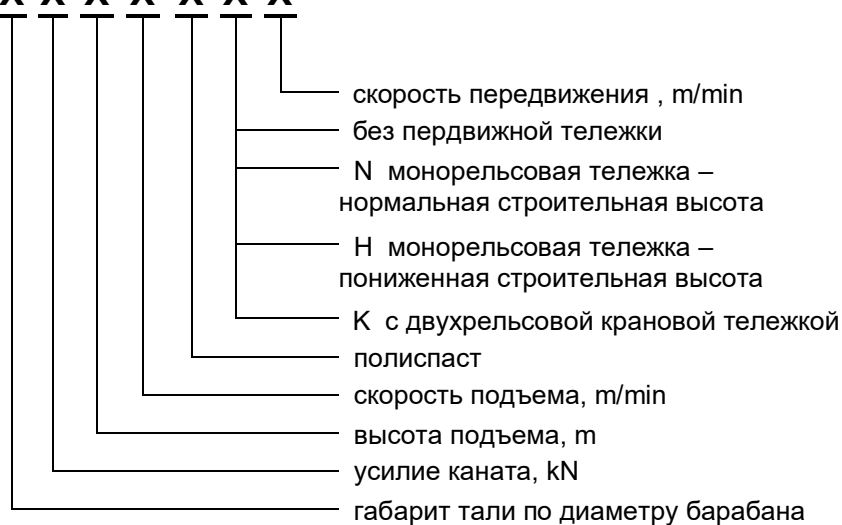 X X X X X X X
скорость передвижения , m/min
без пердвижной тележки
N монорельсовая тележка –
нормальная строительная высота
H монорельсовая тележка –
пониженная строительная высота
K с двухрельсовой крановой тележкой
полиспаст
скорость подъема, m/min
высота подъема, m
усилие каната, kN
габарит тали по диаметру барабана